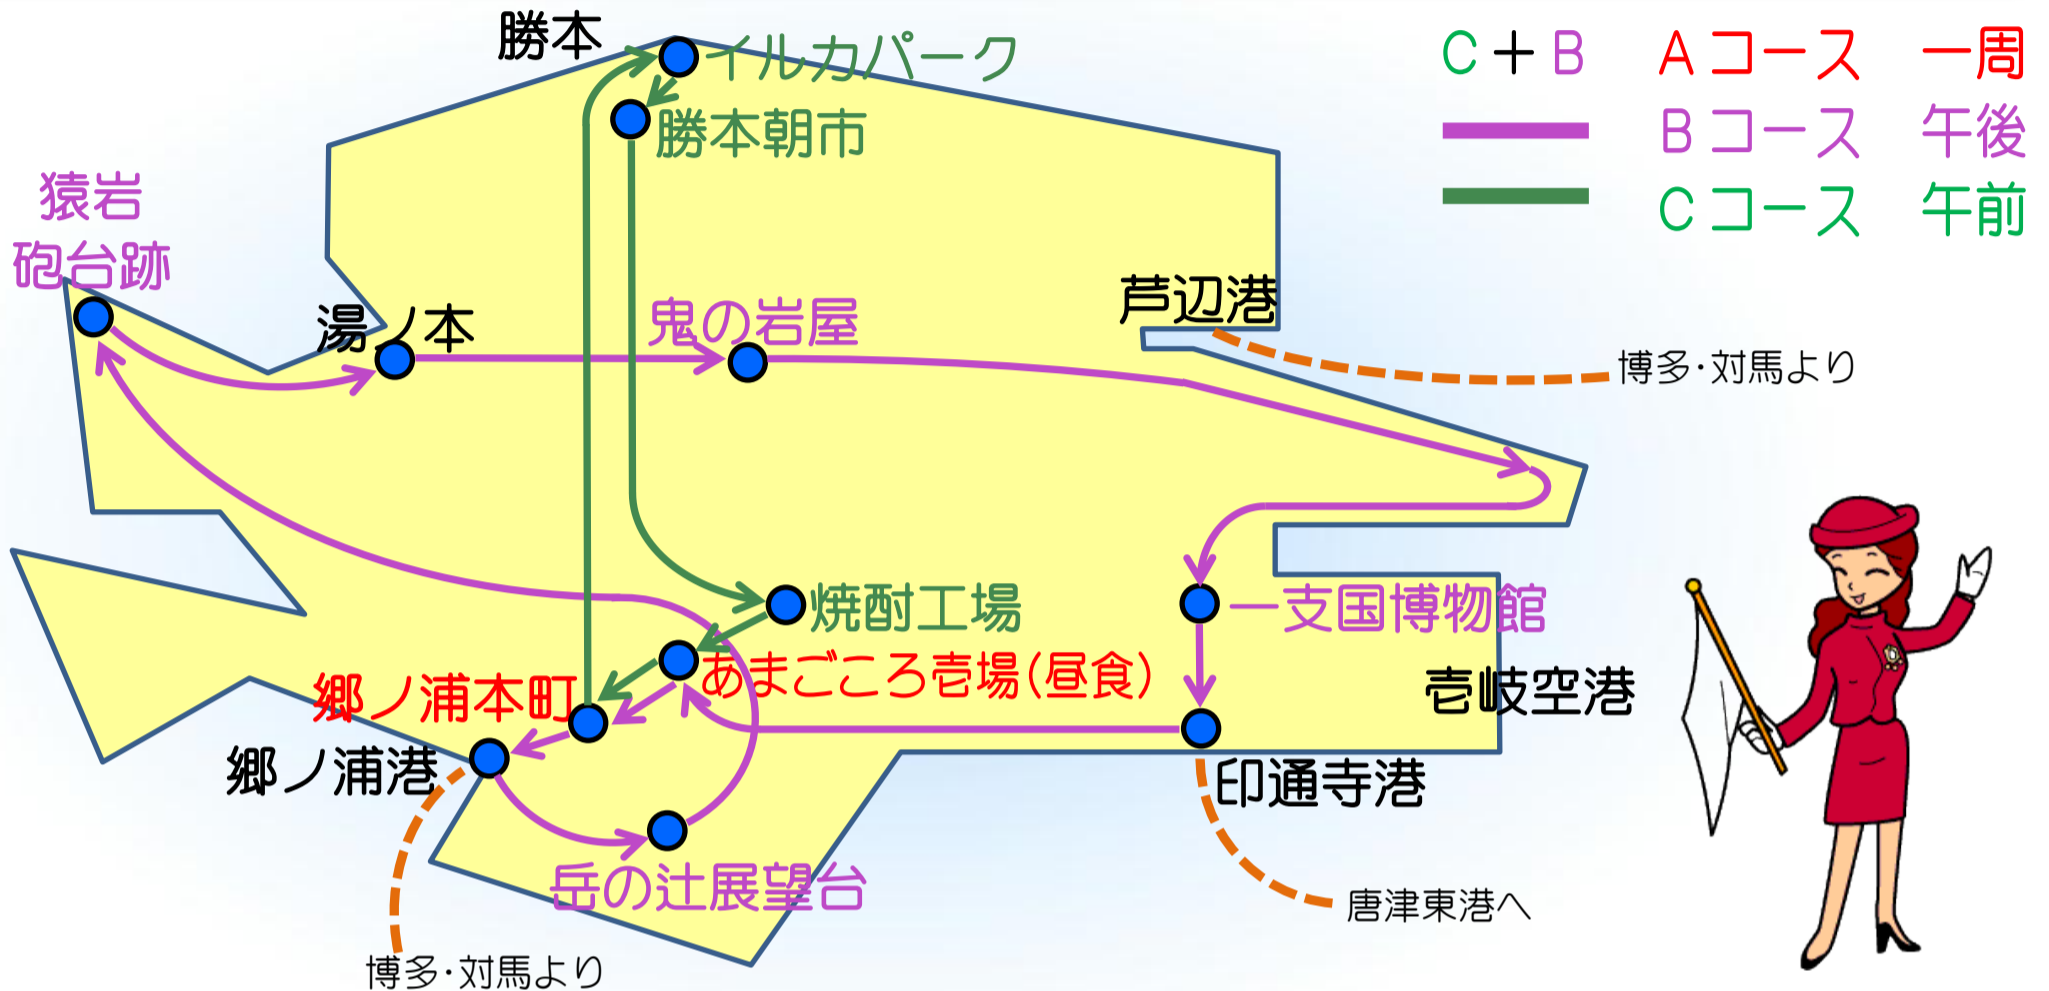 勝本
イルカパーク
勝本朝市
C＋B Aコース 一周
Bコース 午後
Cコース 午前
猿岩
砲台跡
湯ノ本
鬼の岩屋
芦辺港
博多･対馬より
焼酎工場
一支国博物館
あまごころ壱場(昼食)
郷ノ浦本町
壱岐空港
郷ノ浦港
印通寺港
岳の辻展望台
唐津東港へ
博多･対馬より